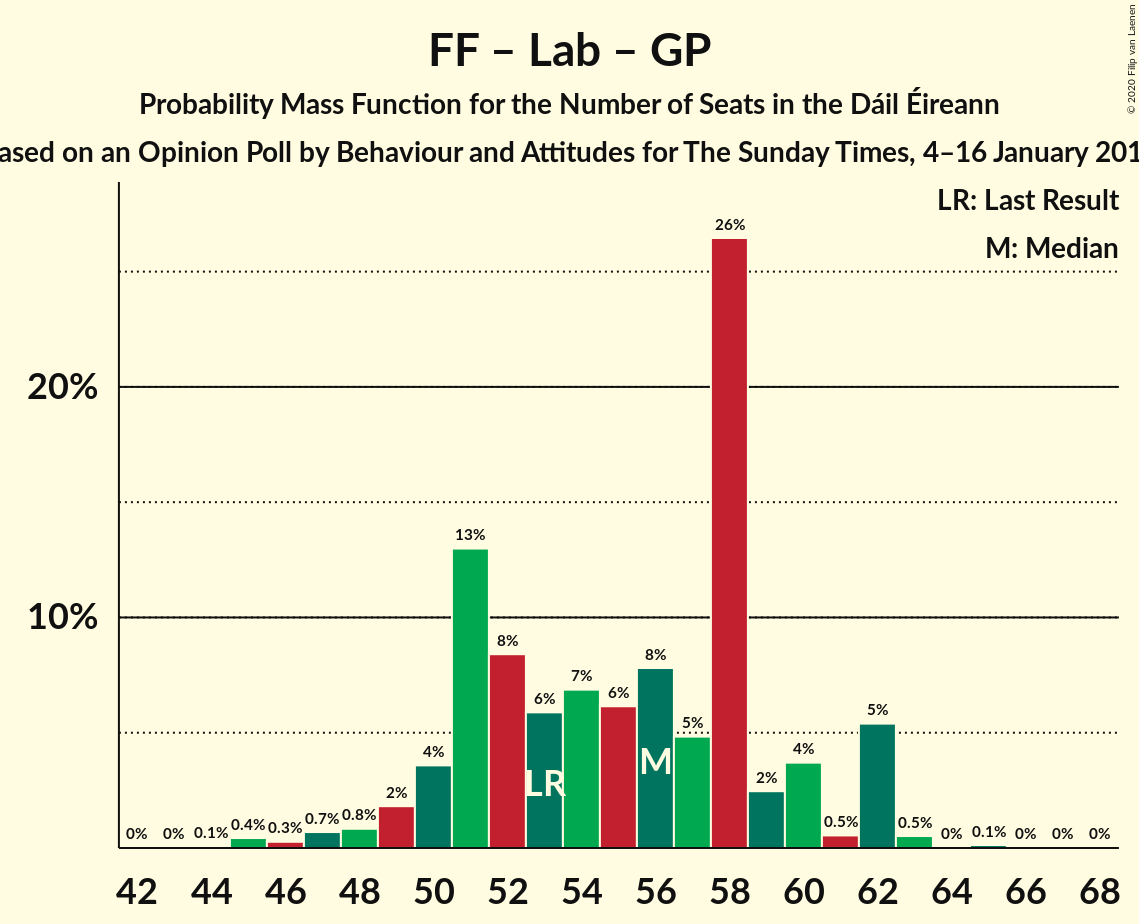 FF – Lab – GP
Probability Mass Function for the Number of Seats in the Dáil Éireann
ased on an Opinion Poll by Behaviour and Attitudes for The Sunday Times, 4–16 January 201
© 2020 Filip van Laenen
LR: Last Result
M: Median
20%
10%
0% 0% 0.1% 0.4% 0.3% 0.7% 0.8% 2% 4% 13% 8% 6% 7% 6% 8% 5% 26% 2% 4% 0.5% 5% 0.5% 0% 0.1% 0% 0% 0%
LR M
42 44 46 48 50 52 54 56 58 60 62 64 66 68